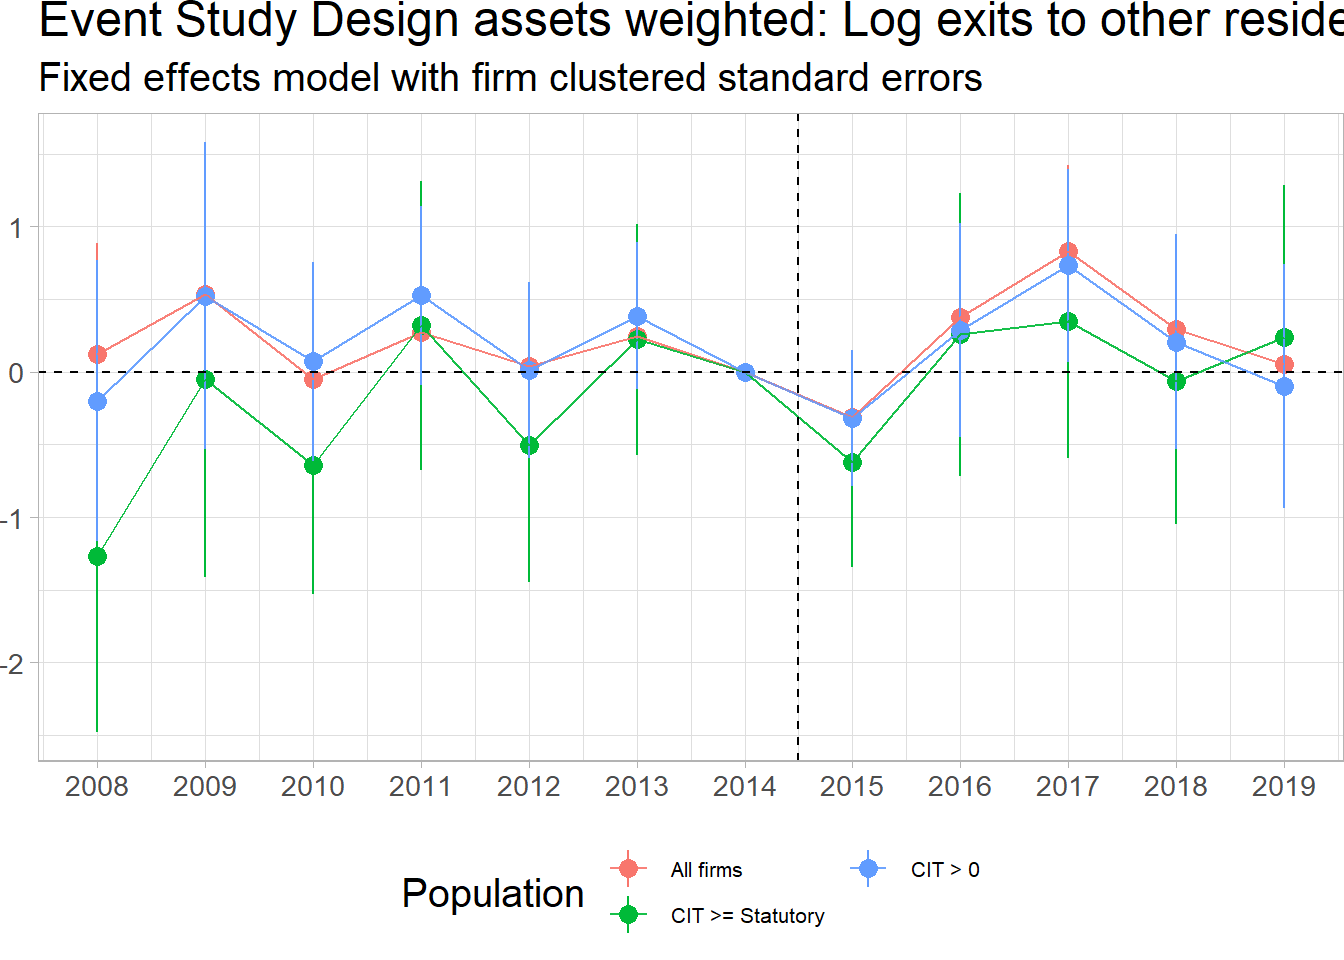 Event Study Design assets weighted: Log exits to other reside
Fixed effects model with firm clustered standard errors
1
0
-1
-2
2008 2009 2010 2011 2012 2013 2014 2015 2016 2017 2018 2019
Population
All firms
CIT > 0
CIT >= Statutory